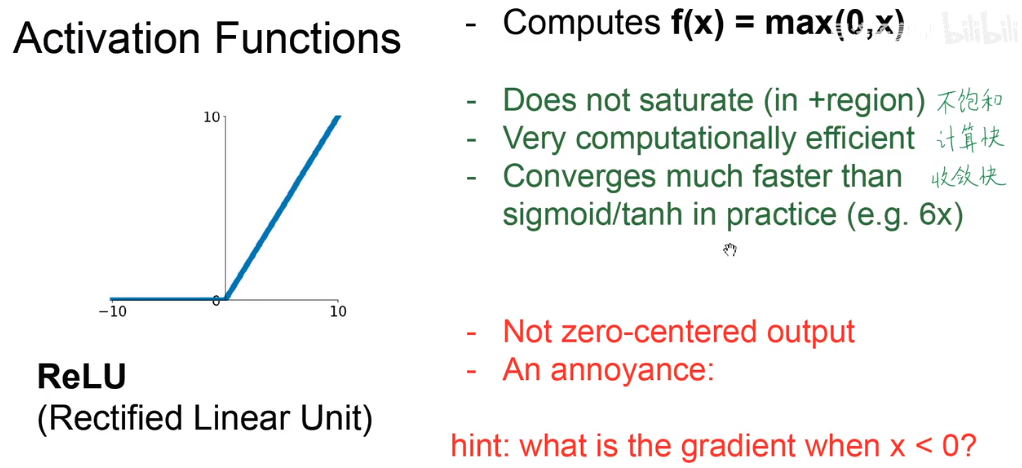 Activation Functions
- Computes f(x) = max(0,x)
bilibili
- Does not saturate (in +region) 不饱和
- Very computationally efficient 计算快
- Converges much faster than 收敛快
sigmoid/tanh in practice (e.g. 6x)
10
0
−10
10
- Not zero-centered output
- An annoyance:
ReLU
(Rectified Linear Unit)
hint: what is the gradient when x < 0?